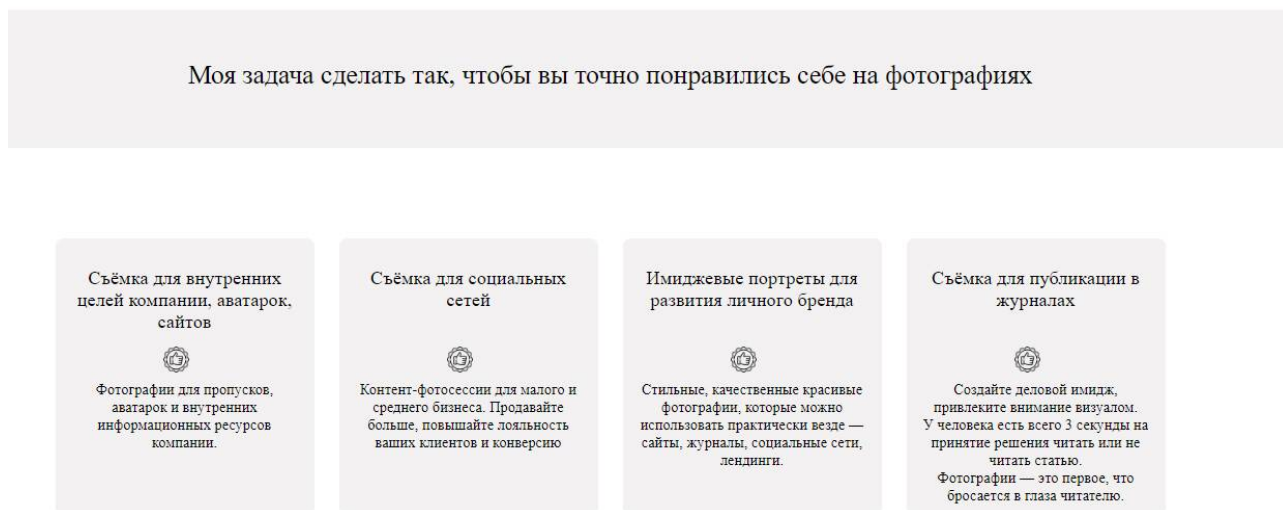 Моя задача сделать так, чтобы вы точно понравились себе на фотографиях
Съёмка для внутренних
целей компании, аватарок,
сайтов
Фотографии для пропусков,
аватарок и внутренних
информационных ресурсов
компании.
Съёмка для социальных
сетей
Контент-фотосессии для малого и
среднего бизнеса. Продавайте
больше, повышайте лояльность
ваших клиентов и конверсию
Имиджевые портреты для
развития личного бренда
Стильные, качественные красивые
фотографии, которые можно
использовать практически везде —
сайты, журналы, социальные сети,
лендинги.
Съёмка для публикации в
журналах
Создайте деловой имидж,
привлеките внимание визуалом.
У человека есть всего 3 секунды на
принятие решения читать или не
читать статью.
Фотографии — это первое, что
бросается в глаза читателю.